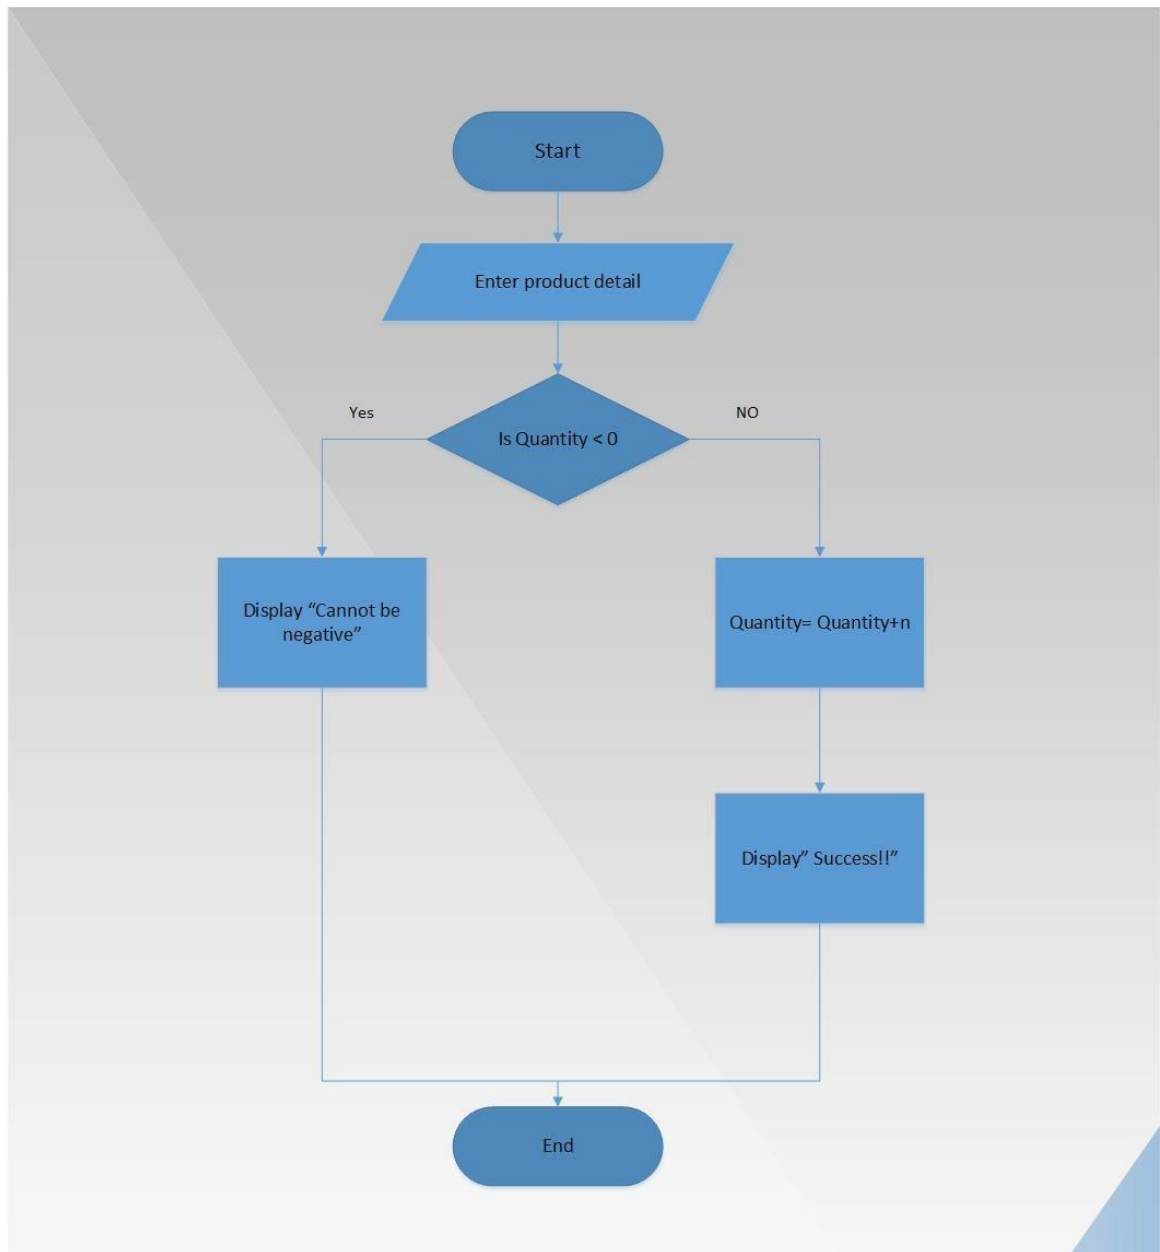 Start
Enter product detail
Yes
NO
Is Quantity < 0
Display “Cannot be
negative”
Quantity= Quantity+n
Display” Success!!”
End